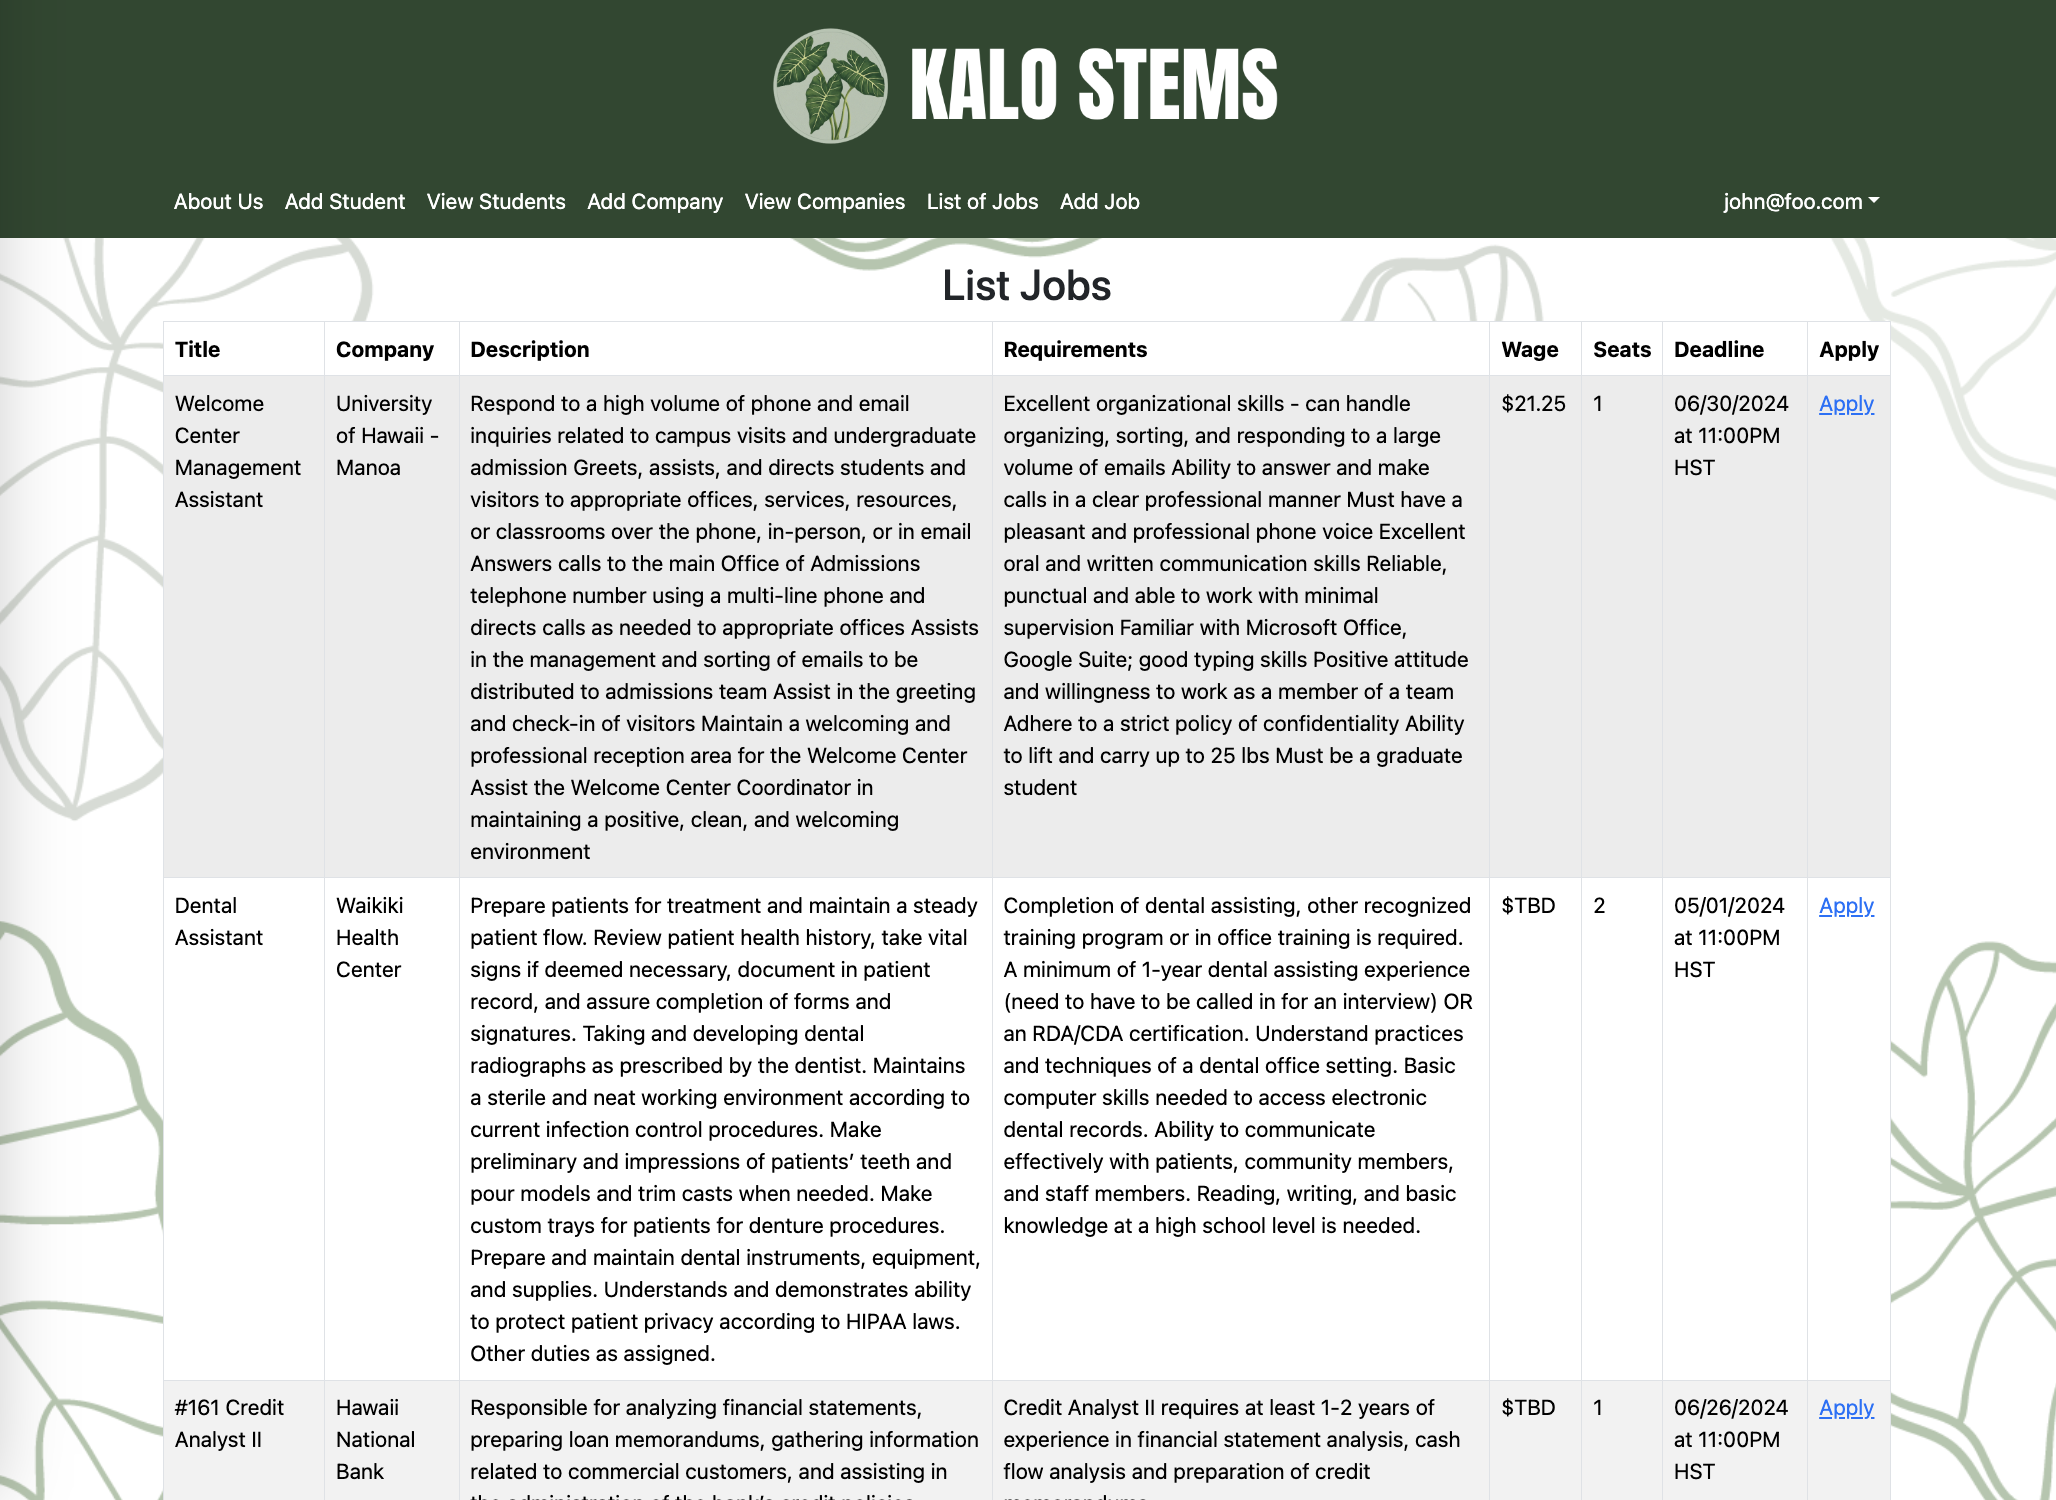 KALO STEMS
About Us Add Student View Students Add Company View Companies List of Jobs Add Job john@foo.com
List Jobs
Title Company Description Requirements Wage Seats Deadline Apply
Welcome
Center
Management
Assistant
University
of Hawaii -
Manoa
Respond to a high volume of phone and email
inquiries related to campus visits and undergraduate
admission Greets, assists, and directs students and
visitors to appropriate offices, services, resources,
or classrooms over the phone, in-person, or in email
Answers calls to the main Office of Admissions
telephone number using a multi-line phone and
directs calls as needed to appropriate offices Assists
in the management and sorting of emails to be
distributed to admissions team Assist in the greeting
and check-in of visitors Maintain a welcoming and
professional reception area for the Welcome Center
Assist the Welcome Center Coordinator in
maintaining a positive, clean, and welcoming
environment
Excellent organizational skills - can handle
organizing, sorting, and responding to a large
volume of emails Ability to answer and make
calls in a clear professional manner Must have a
pleasant and professional phone voice Excellent
oral and written communication skills Reliable,
punctual and able to work with minimal
supervision Familiar with Microsoft Office,
Google Suite; good typing skills Positive attitude
and willingness to work as a member of a team
Adhere to a strict policy of confidentiality Ability
to lift and carry up to 25 lbs Must be a graduate
student
$21.25
1
06/30/2024
at 11:00PM
HST
Apply
Dental
Assistant
Waikiki
Health
Center
Prepare patients for treatment and maintain a steady
patient flow. Review patient health history, take vital
signs if deemed necessary, document in patient
record, and assure completion of forms and
signatures. Taking and developing dental
radiographs as prescribed by the dentist. Maintains
a sterile and neat working environment according to
current infection control procedures. Make
preliminary and impressions of patients’ teeth and
pour models and trim casts when needed. Make
custom trays for patients for denture procedures.
Prepare and maintain dental instruments, equipment,
and supplies. Understands and demonstrates ability
to protect patient privacy according to HIPAA laws.
Other duties as assigned.
Completion of dental assisting, other recognized
training program or in office training is required.
A minimum of 1-year dental assisting experience
(need to have to be called in for an interview) OR
an RDA/CDA certification. Understand practices
and techniques of a dental office setting. Basic
computer skills needed to access electronic
dental records. Ability to communicate
effectively with patients, community members,
and staff members. Reading, writing, and basic
knowledge at a high school level is needed.
$TBD
2
05/01/2024
at 11:00PM
HST
Apply
#161 Credit
Analyst II
Hawaii
National
Bank
Responsible for analyzing financial statements,
preparing loan memorandums, gathering information
related to commercial customers, and assisting in
the administration of the bank's credit policies
Credit Analyst II requires at least 1-2 years of
experience in financial statement analysis, cash
flow analysis and preparation of credit
memorandums
$TBD
1
06/26/2024
at 11:00PM
HST
Apply